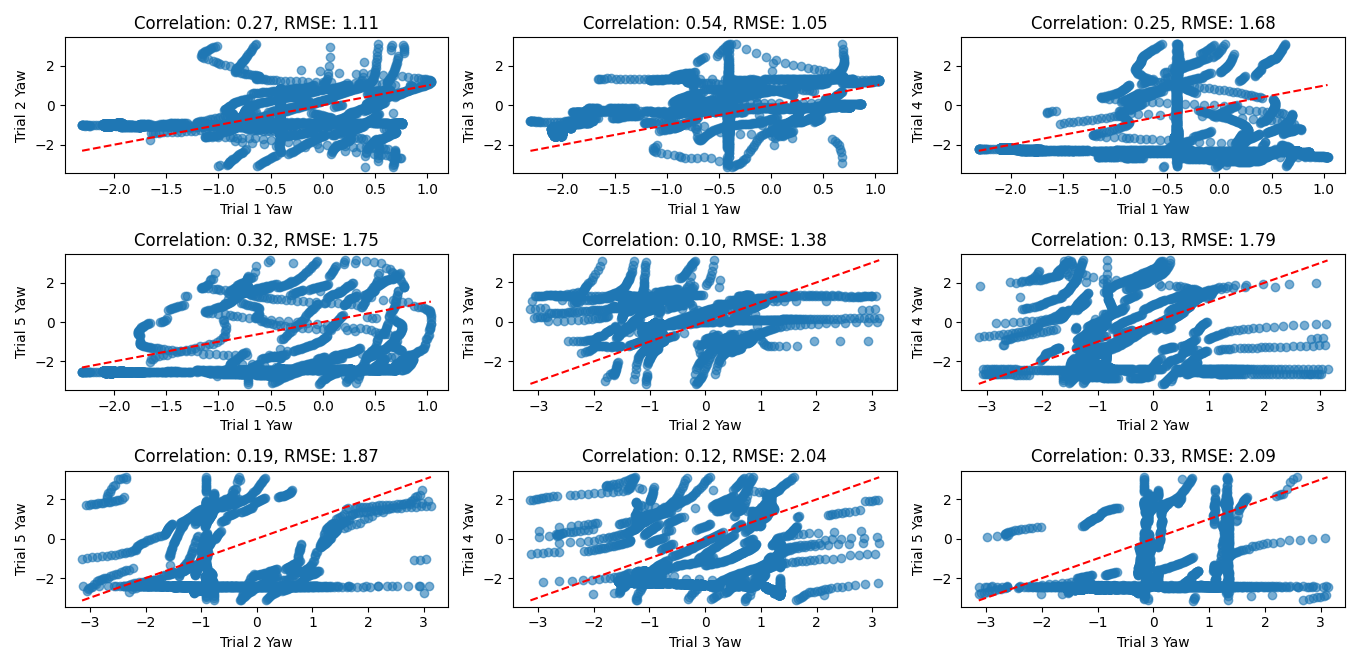 Correlation: 0.27, RMSE: 1.11
Trial 2 Yaw
2
0
−2
−2.0 −1.5 −1.0 −0.5 0.0 0.5 1.0
Trial 1 Yaw
Correlation: 0.54, RMSE: 1.05
Trial 3 Yaw
2
0
−2
−2.0 −1.5 −1.0 −0.5 0.0 0.5 1.0
Trial 1 Yaw
Correlation: 0.25, RMSE: 1.68
Trial 4 Yaw
2
0
−2
−2.0 −1.5 −1.0 −0.5 0.0 0.5 1.0
Trial 1 Yaw
Correlation: 0.32, RMSE: 1.75
Trial 5 Yaw
2
0
−2
−2.0 −1.5 −1.0 −0.5 0.0 0.5 1.0
Trial 1 Yaw
Correlation: 0.10, RMSE: 1.38
Trial 3 Yaw
2
0
−2
−3 −2 −1 0 1 2 3
Trial 2 Yaw
Correlation: 0.13, RMSE: 1.79
Trial 4 Yaw
2
0
−2
−3 −2 −1 0 1 2 3
Trial 2 Yaw
Correlation: 0.19, RMSE: 1.87
Trial 5 Yaw
2
0
−2
−3 −2 −1 0 1 2 3
Trial 2 Yaw
Correlation: 0.12, RMSE: 2.04
Trial 4 Yaw
2
0
−2
−3 −2 −1 0 1 2 3
Trial 3 Yaw
Correlation: 0.33, RMSE: 2.09
Trial 5 Yaw
2
0
−2
−3 −2 −1 0 1 2 3
Trial 3 Yaw